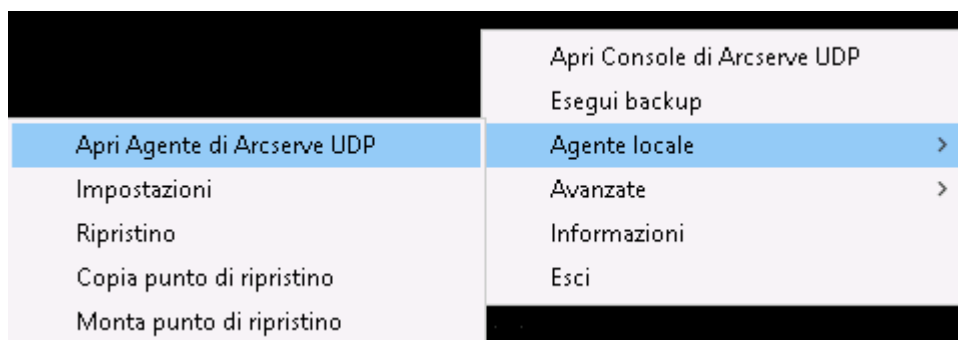 Apri Console di Arcserve UDP
Esegui backup
Agente locale
Avanzate
Informazioni
Esci
Apri Agente di Arcserve UDP
Impostazioni
Ripristino
Copia punto di ripristino
Monta punto di ripristino